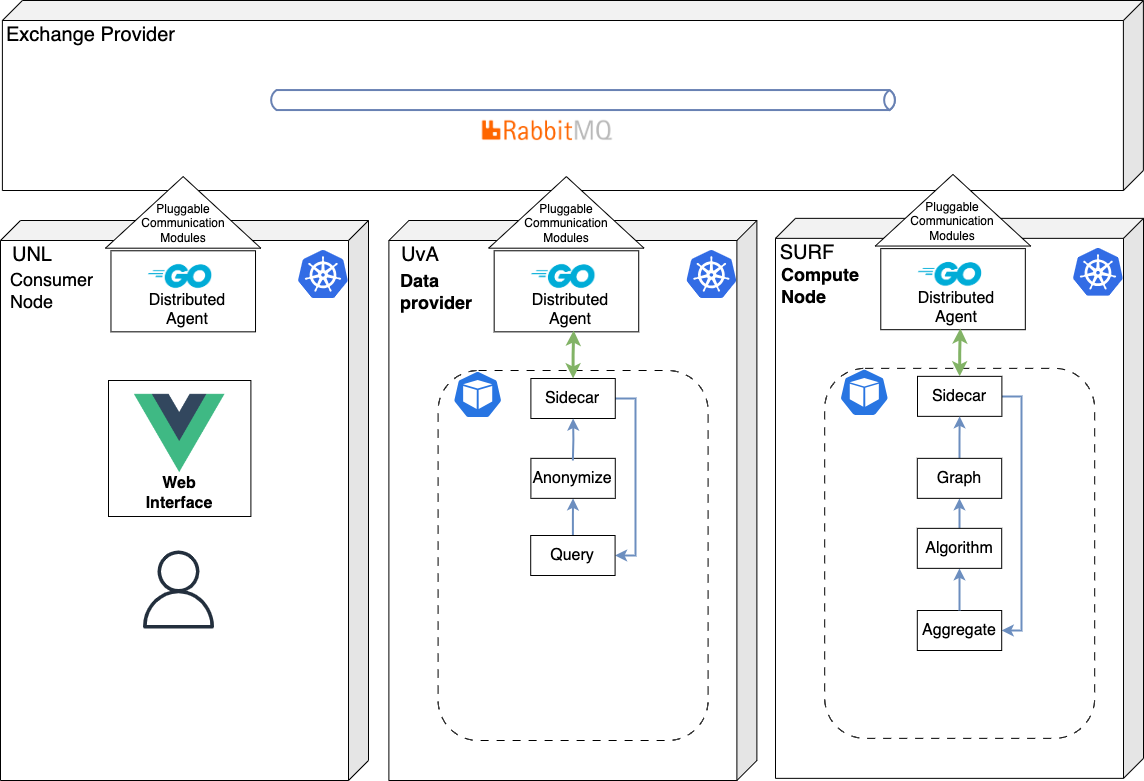 Exchange Provider
RabbitMQ
Pluggable
Communication
Modules
UNL
Consumer
Node
GO
Distributed
Agent
Web
Interface
Pluggable
Communication
Modules
UvA
Data
provider
GO
Distributed
Agent
Sidecar
Anonymize
Query
Pluggable
Communication
Modules
SURF
Compute
Node
GO
Distributed
Agent
Sidecar
Graph
Algorithm
Aggregate